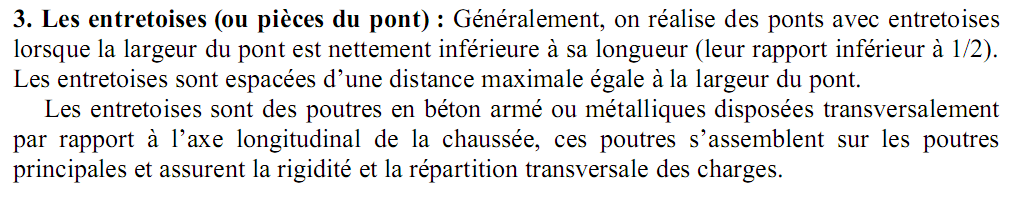 3. Les entretoises (ou pièces du pont) : Généralement, on réalise des ponts avec entretoises
lorsque la largeur du pont est nettement inférieure à sa longueur (leur rapport inférieur à 1/2).
Les entretoises sont espacées d’une distance maximale égale à la largeur du pont.
Les entretoises sont des poutres en béton armé ou métalliques disposées transversalement
par rapport à l’axe longitudinal de la chaussée, ces poutres s’assemblent sur les poutres
principales et assurent la rigidité et la répartition transversale des charges.